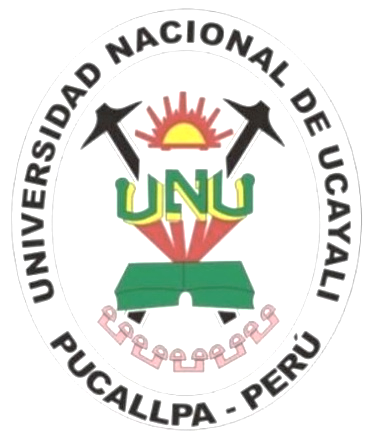 UNIVERSIDAD NACIONAL DE UCAYALI
UNU
PUCALLPA - PERÚ